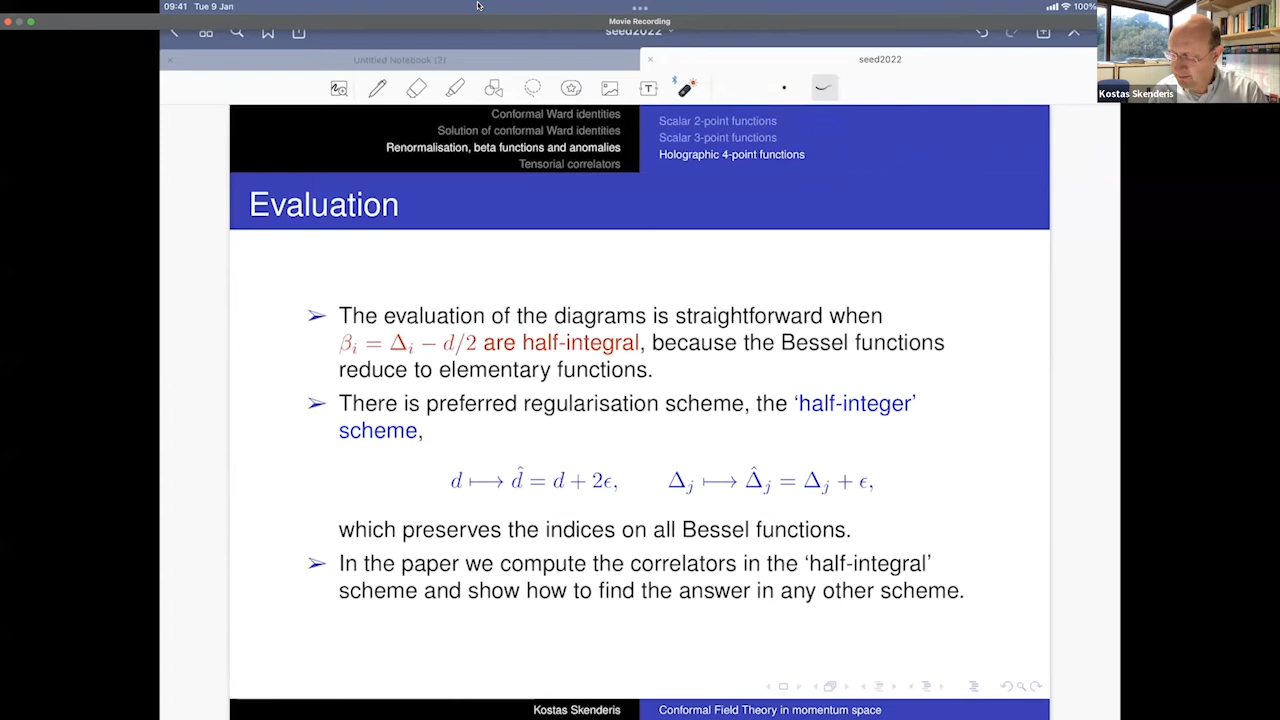 09:41 Tue 9 Jan
100%
Movie Recording
seed2022
Untitled Notebook (2)
seed2022
Kostas Skenderis
Conformal Ward identities
Solution of conformal Ward identities
Renormalisation, beta functions and anomalies
Tensorial correlators
Scalar 2-point functions
Scalar 3-point functions
Holographic 4-point functions
Evaluation
➢ The evaluation of the diagrams is straightforward when
βᵢ = Δᵢ − d/2 are half-integral, because the Bessel functions
reduce to elementary functions.
➢ There is preferred regularisation scheme, the ‘half-integer’
scheme,
d ⟼ d̂ = d + 2ϵ, Δⱼ ⟼ Δ̂ⱼ = Δⱼ + ϵ,
which preserves the indices on all Bessel functions.
➢ In the paper we compute the correlators in the ‘half-integral’
scheme and show how to find the answer in any other scheme.
Kostas Skenderis
Conformal Field Theory in momentum space